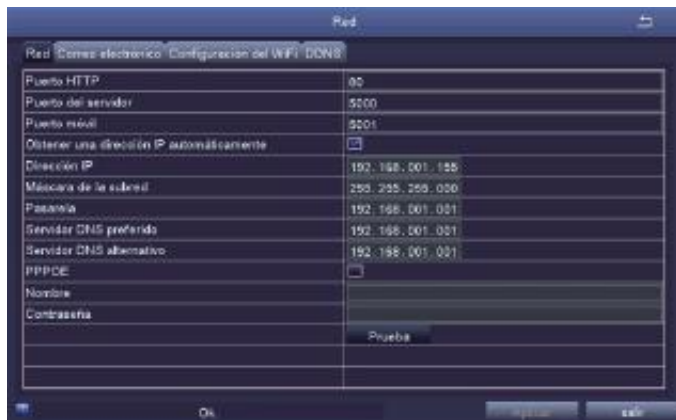 Red
Red Correo electrónico Configuración del WiFi DDNS
Puerto HTTP 80
Puerto del servidor 5000
Puerto móvil 5001
Obtener una dirección IP automáticamente
Dirección IP 192.168.001.155
Máscara de la subred 255.255.255.000
Pasarela 192.168.001.001
Servidor DNS preferido 192.168.001.001
Servidor DNS alternativo 192.168.001.001
PPPOE
Nombre
Contraseña
Prueba
Ok
salir